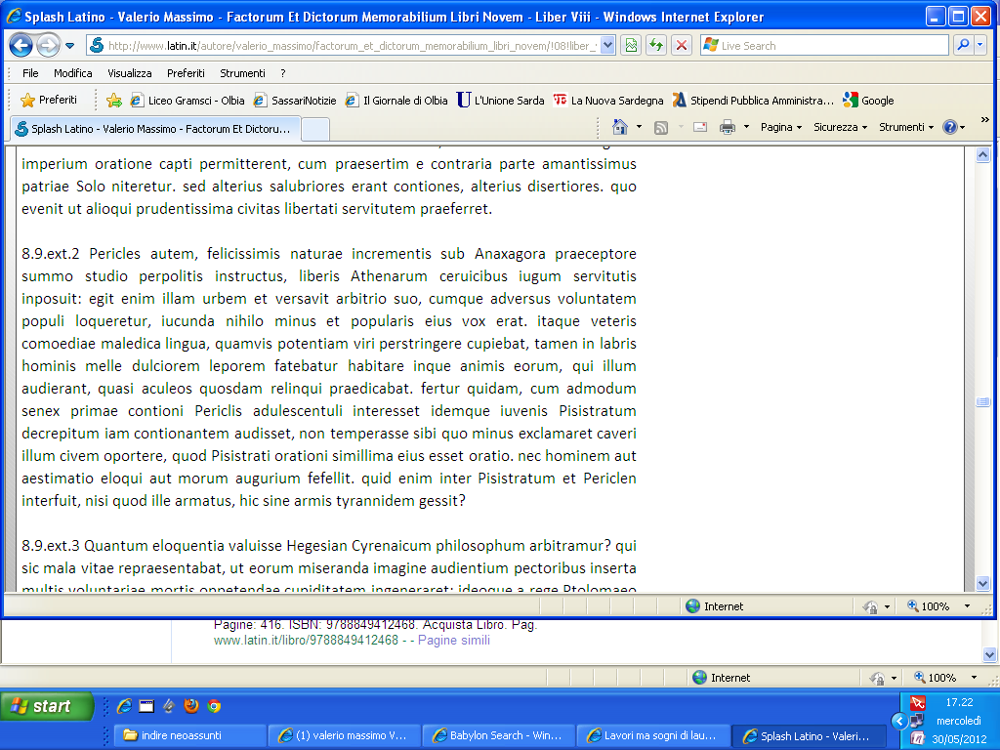 Splash Latino - Valerio Massimo - Factorum Et Dictorum Memorabilium Libri Novem - Liber Viii - Windows Internet Explorer
http://www.latin.it/autore/valerio_massimo/factorum_et_dictorum_memorabilium_libri_novem/!08!liber_
Live Search
File Modifica Visualizza Preferiti Strumenti ?
Preferiti Liceo Gramsci - Olbia SassariNotizie Il Giornale di Olbia L'Unione Sarda La Nuova Sardegna Stipendi Pubblica Amministra... Google
Splash Latino - Valerio Massimo - Factorum Et Dictoru... Pagina Sicurezza Strumenti »
imperium oratione capti permitterent, cum praesertim e contraria parte amantissimus
patriae Solo niteretur. sed alterius salubriores erant contiones, alterius disertiores. quo
evenit ut alioqui prudentissima civitas libertati servitutem praeferret.
8.9.ext.2 Pericles autem, felicissimis naturae incrementis sub Anaxagora praeceptore
summo studio perpolitis instructus, liberis Athenarum ceruicibus iugum servitutis
inposuit: egit enim illam urbem et versavit arbitrio suo, cumque adversus voluntatem
populi loqueretur, iucunda nihilo minus et popularis eius vox erat. itaque veteris
comoediae maledica lingua, quamvis potentiam viri perstringere cupiebat, tamen in labris
hominis melle dulciorem leporem fatebatur habitare inque animis eorum, qui illum
audierant, quasi aculeos quosdam relinqui praedicabat. fertur quidam, cum admodum
senex primae contioni Periclis adulescentuli interesset idemque iuvenis Pisistratum
decrepitum iam contionantem audisset, non temperasse sibi quo minus exclamaret caveri
illum civem oportere, quod Pisistrati orationi simillima eius esset oratio. nec hominem aut
aestimatio eloqui aut morum augurium fefellit. quid enim inter Pisistratum et Periclen
interfuit, nisi quod ille armatus, hic sine armis tyrannidem gessit?
8.9.ext.3 Quantum eloquentia valuisse Hegesian Cyrenaicum philosophum arbitramur? qui
sic mala vitae repraesentabat, ut eorum miseranda imagine audientium pectoribus inserta
multis voluntariae mortis oppetendae cupiditatem ingeneraret: ideoque a rege Ptolomaeo
Internet 100%
Pagine: 416. ISBN: 9788849412468. Acquista Libro. Pag.
www.latin.it/libro/9788849412468 - - Pagine simili
Internet 100%
start 17.22
mercoledì
indire neoassunti (1) valerio massimo V... Babylon Search - Win... Lavori ma sogni di lau... Splash Latino - Valeri... 30/05/2012